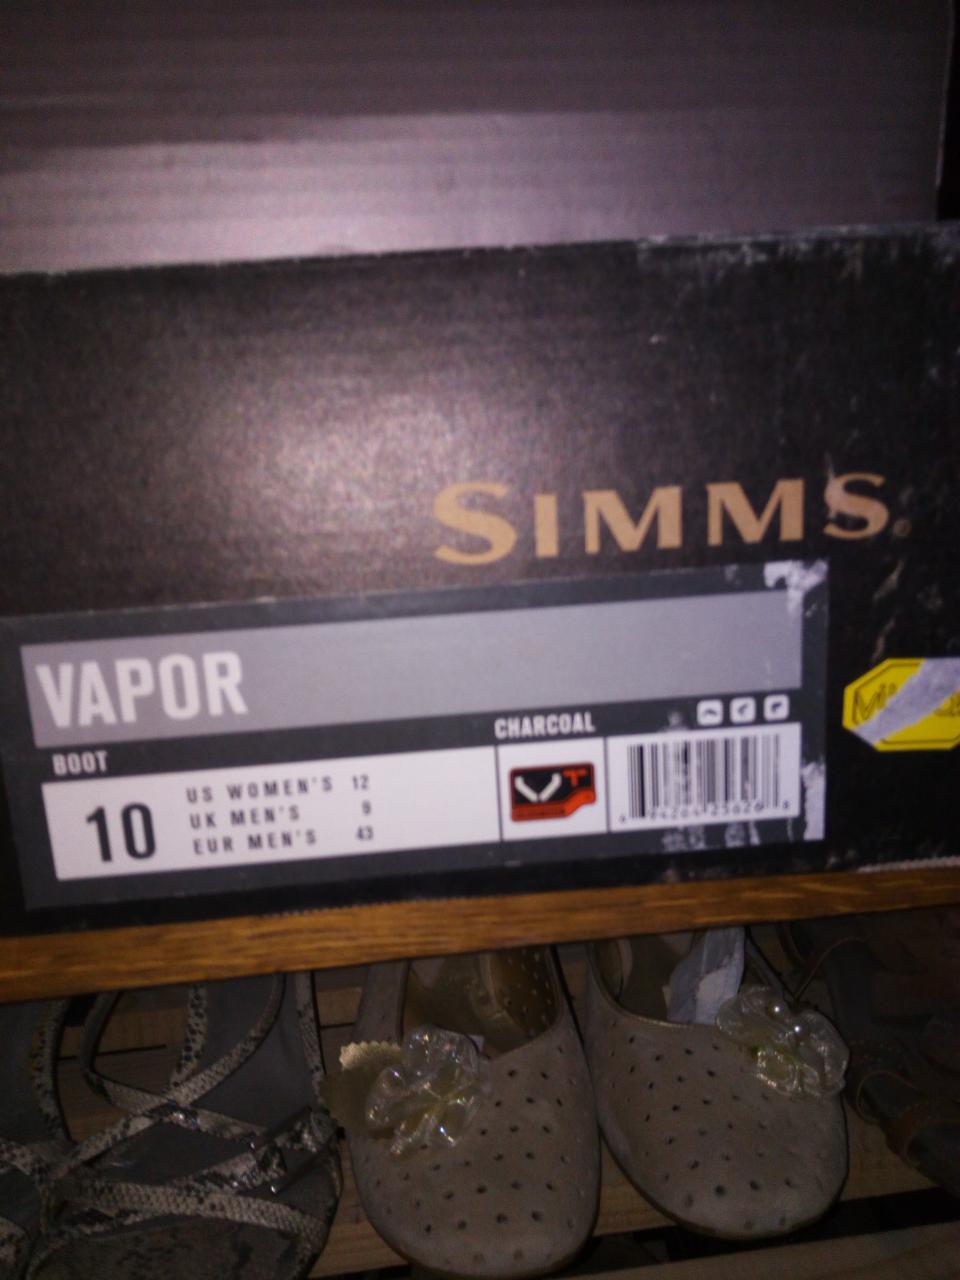 SIMMS®
VAPOR
BOOT
CHARCOAL
10
US WOMEN'S 12
UK MEN'S 9
EUR MEN'S 43